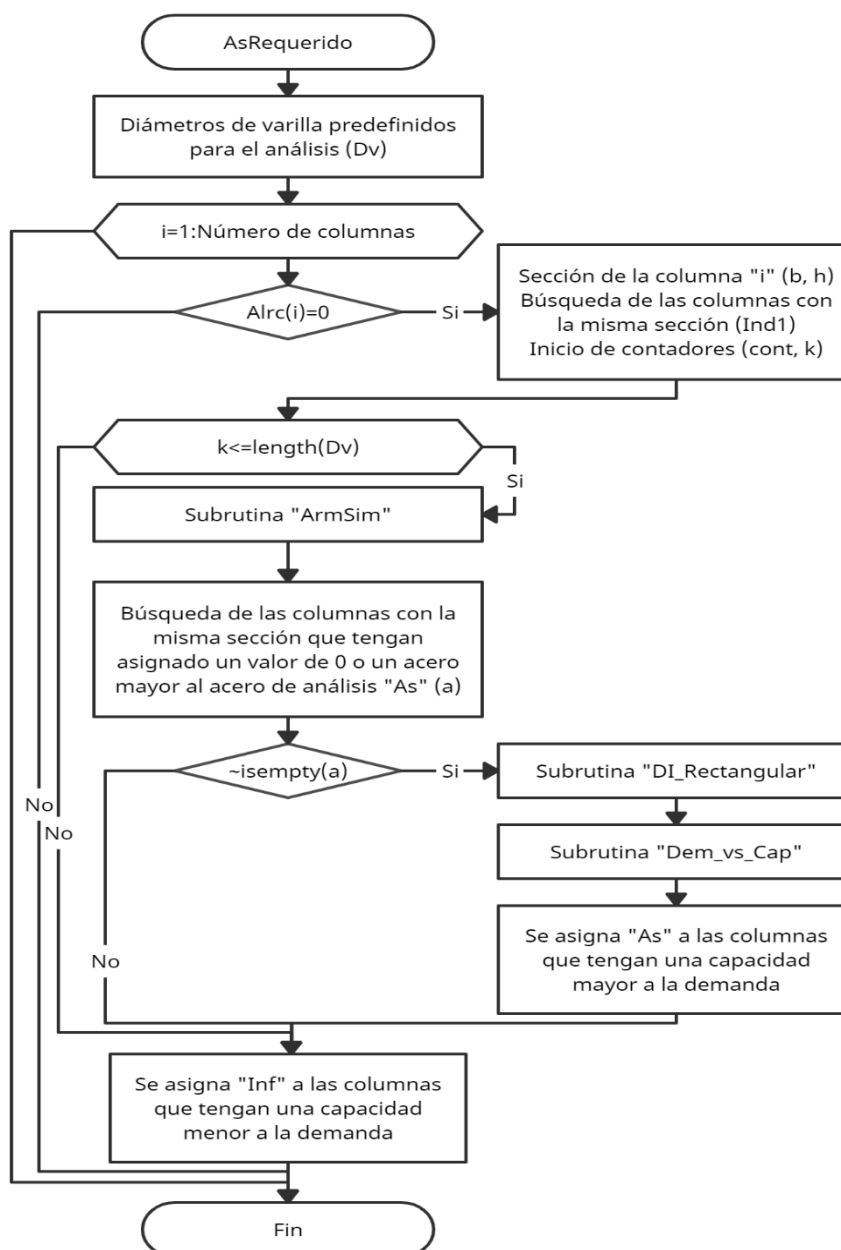 AsRequerido
Diámetros de varilla predefinidos
para el análisis (Dv)
i=1:Número de columnas
Alrc(i)=0
Si
Sección de la columna "i" (b, h)
Búsqueda de las columnas con
la misma sección (Ind1)
Inicio de contadores (cont, k)
k<=length(Dv)
Si
Subrutina "ArmSim"
Búsqueda de las columnas con la
misma sección que tengan
asignado un valor de 0 o un acero
mayor al acero de análisis "As" (a)
~isempty(a)
Si
Subrutina "DI_Rectangular"
No
No
Subrutina "Dem_vs_Cap"
No
Se asigna "As" a las columnas
que tengan una capacidad
mayor a la demanda
Se asigna "Inf" a las columnas
que tengan una capacidad
menor a la demanda
Fin